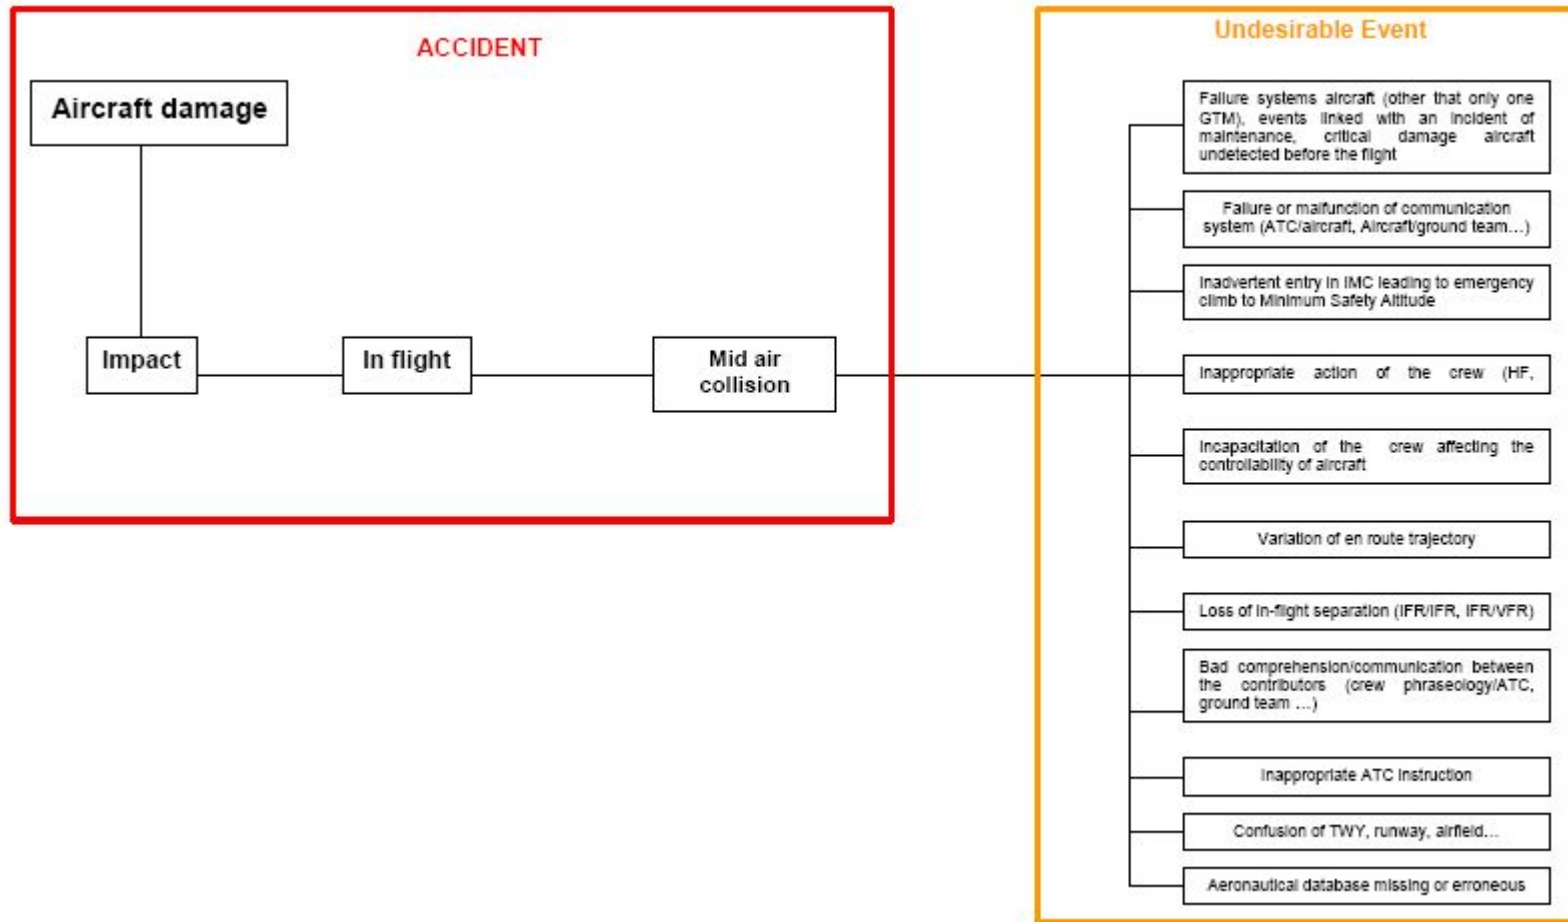 ACCIDENT
Aircraft damage
Impact
In flight
Mid air
collision
Undesirable Event
Failure systems aircraft (other that only one
GTM), events linked with an incident of
maintenance, critical damage aircraft
undetected before the flight
Failure or malfunction of communication
system (ATC/aircraft, Aircraft/ground team…)
Inadvertent entry in IMC leading to emergency
climb to Minimum Safety Altitude
Inappropriate action of the crew (HF,
Incapacitation of the crew affecting the
controllability of aircraft
Variation of en route trajectory
Loss of in-flight separation (IFR/IFR, IFR/VFR)
Bad comprehension/communication between
the contributors (crew phraseology/ATC,
ground team …)
Inappropriate ATC instruction
Confusion of TWY, runway, airfield…
Aeronautical database missing or erroneous